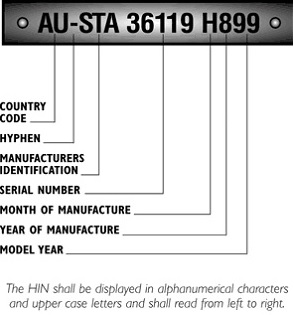 AU-STA 36119 H899
COUNTRY
CODE
HYPHEN
MANUFACTURERS
IDENTIFICATION
SERIAL NUMBER
MONTH OF MANUFACTURE
YEAR OF MANUFACTURE
MODEL YEAR
The HIN shall be displayed in alphanumerical characters
and upper case letters and shall read from left to right.